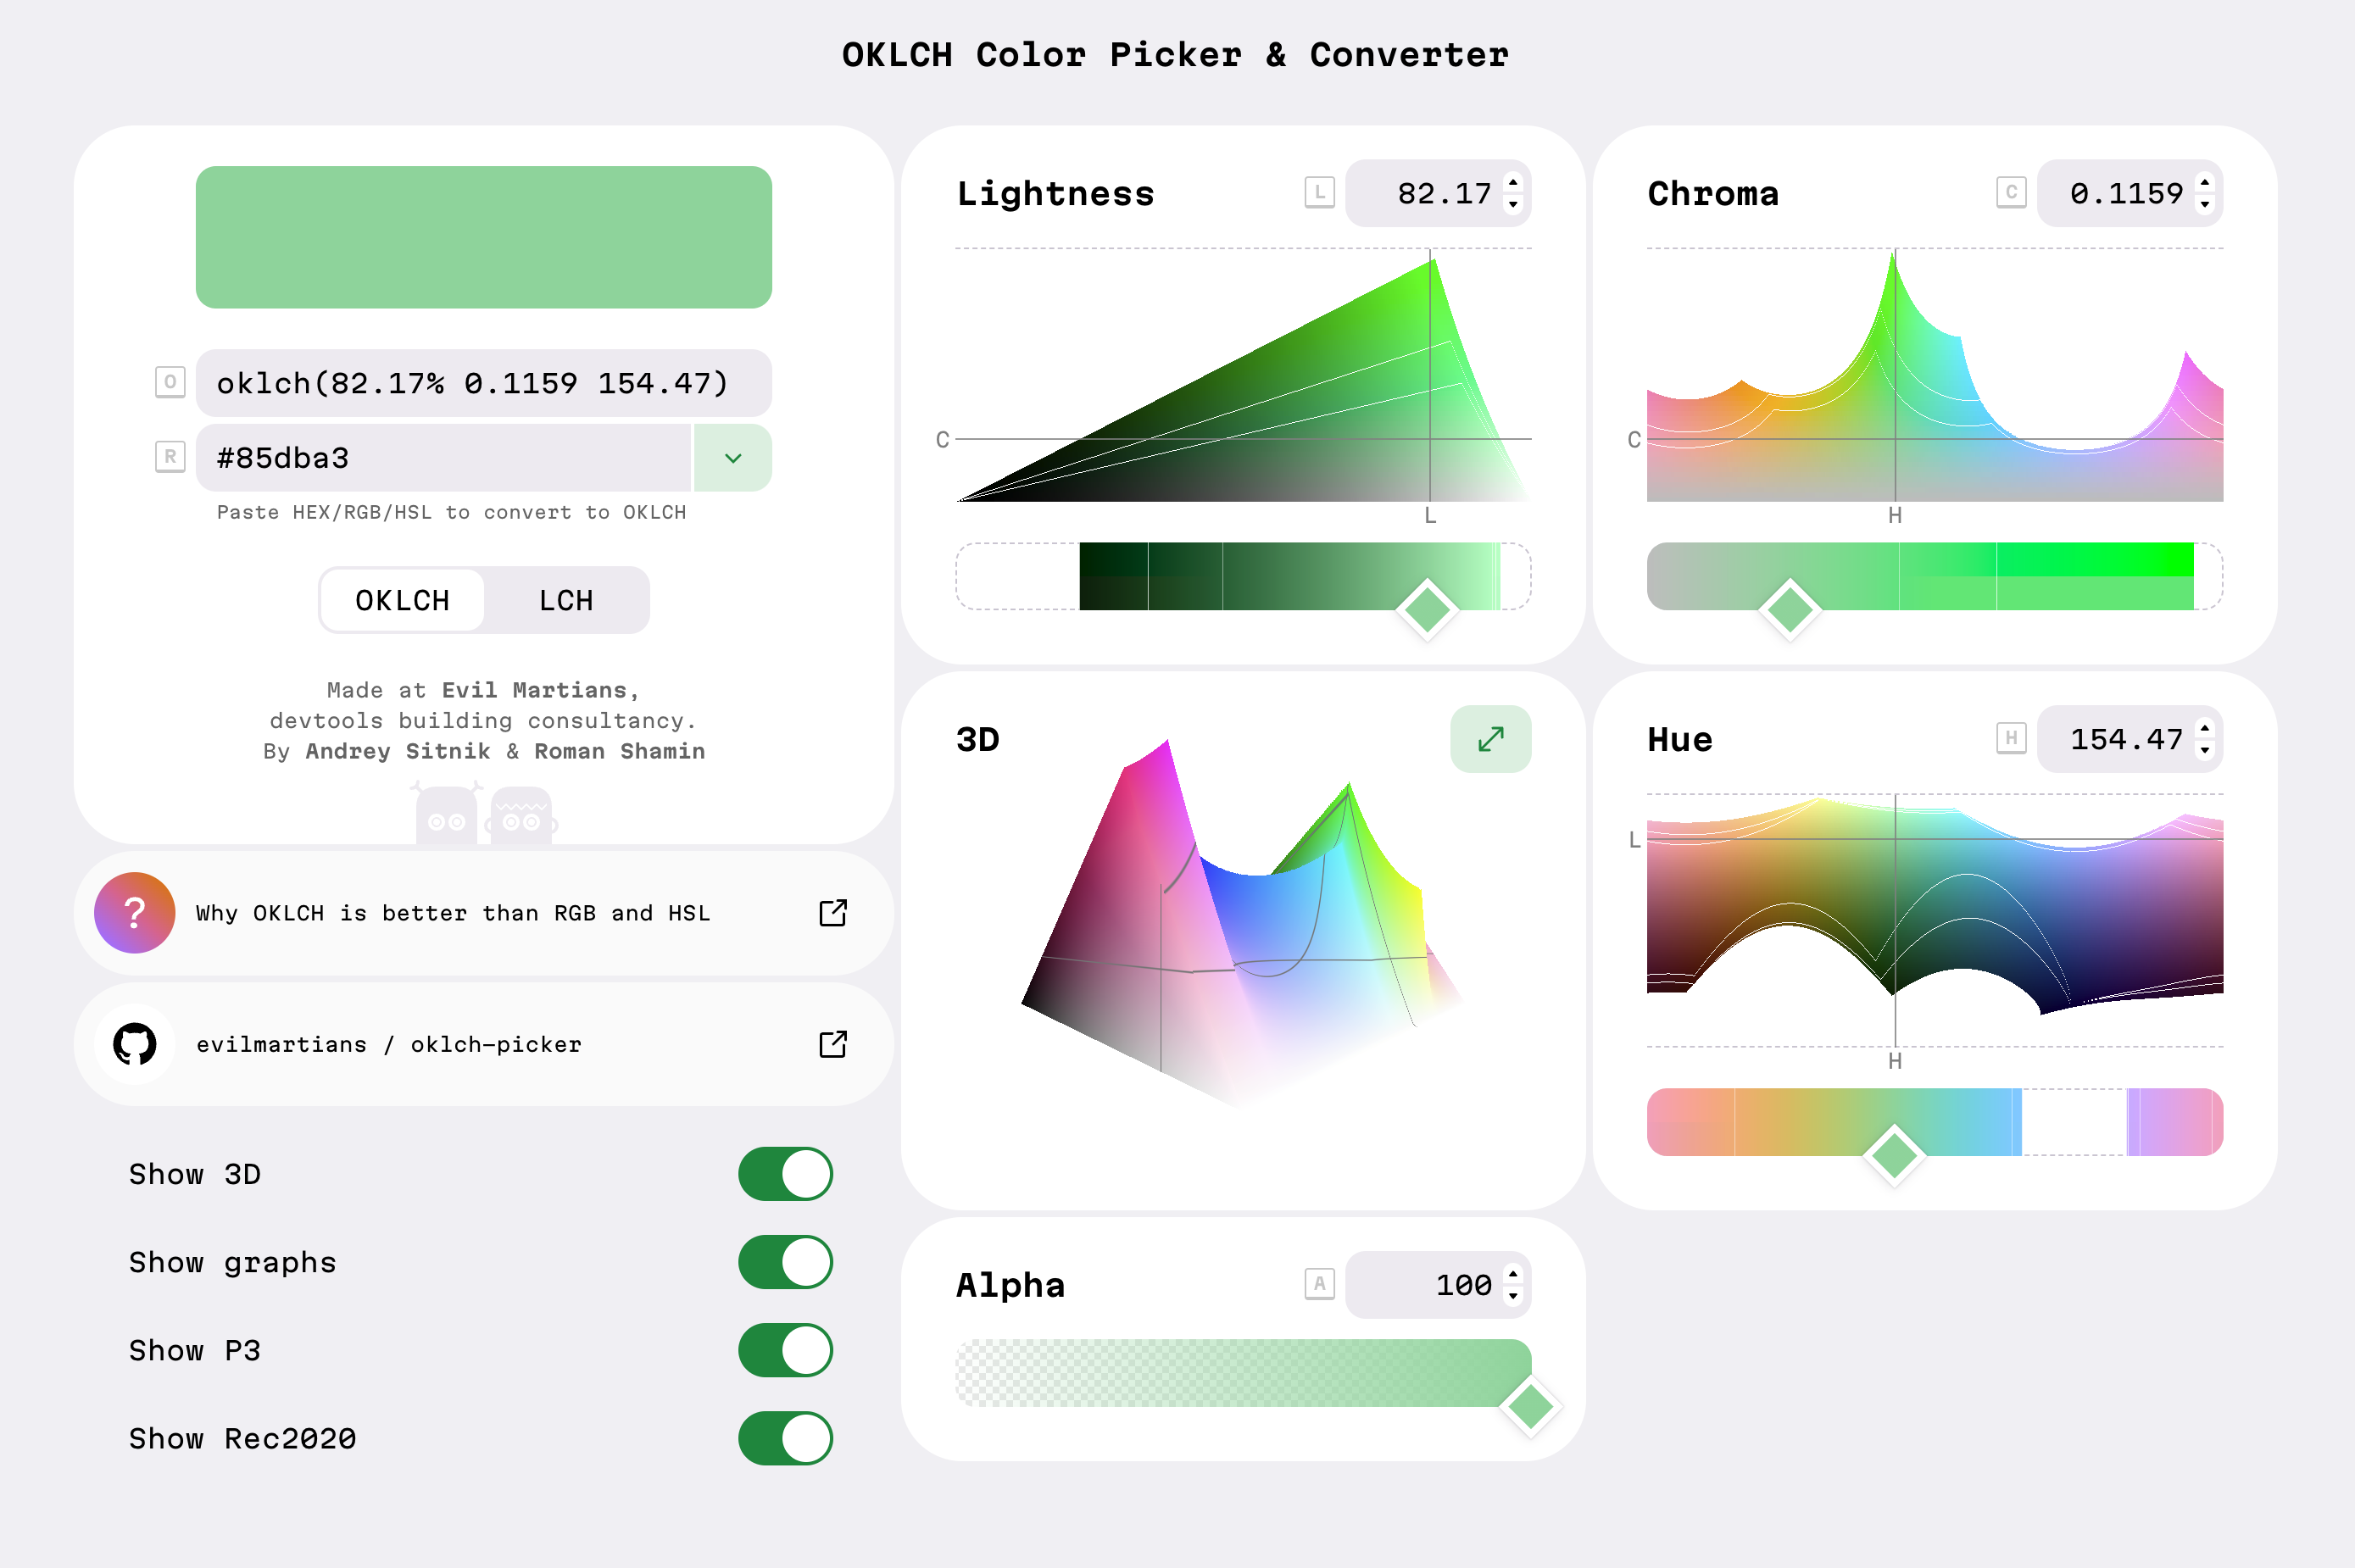 OKLCH Color Picker & Converter
O
oklch(82.17% 0.1159 154.47)
R
#85dba3
Paste HEX/RGB/HSL to convert to OKLCH
OKLCH
LCH
Made at Evil Martians,
devtools building consultancy.
By Andrey Sitnik & Roman Shamin
?
Why OKLCH is better than RGB and HSL
evilmartians / oklch-picker
Show 3D
Show graphs
Show P3
Show Rec2020
Lightness
L
82.17
C
L
3D
Alpha
A
100
Chroma
C
0.1159
C
H
Hue
H
154.47
L
H